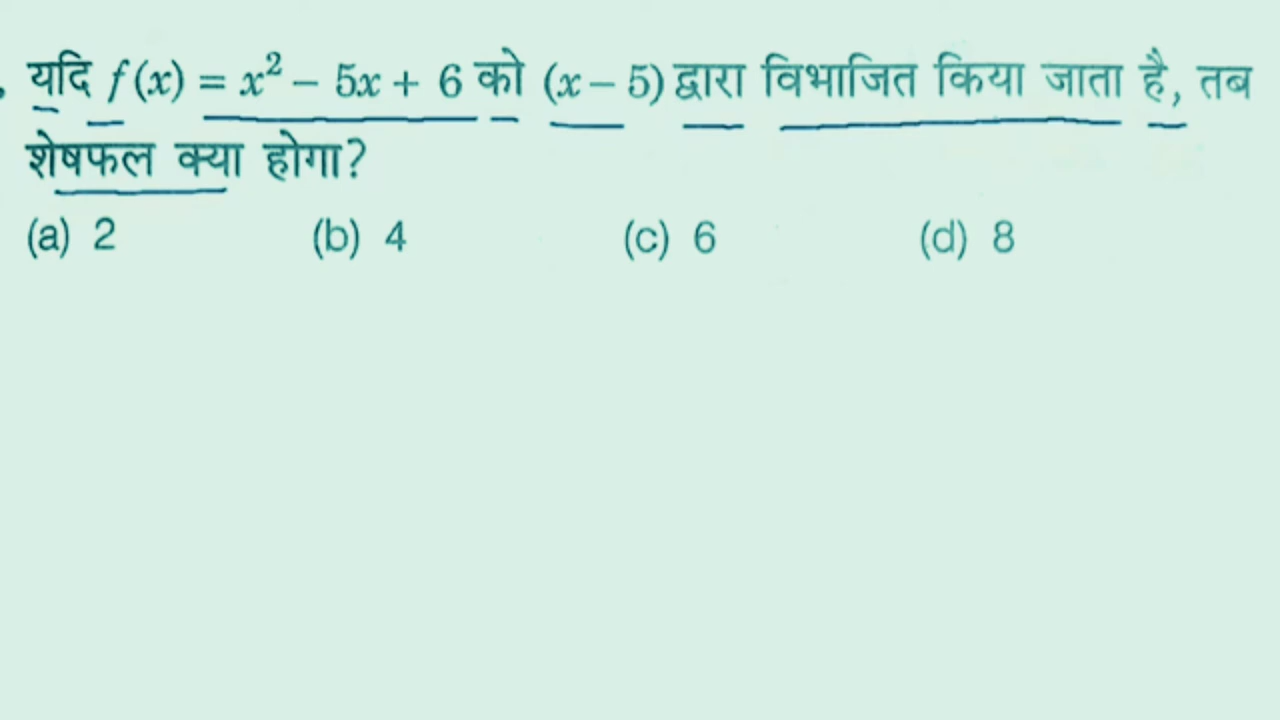 यदि f(x) = x² − 5x + 6 को (x − 5) द्वारा विभाजित किया जाता है, तब
शेषफल क्या होगा?
(a) 2 (b) 4 (c) 6 (d) 8